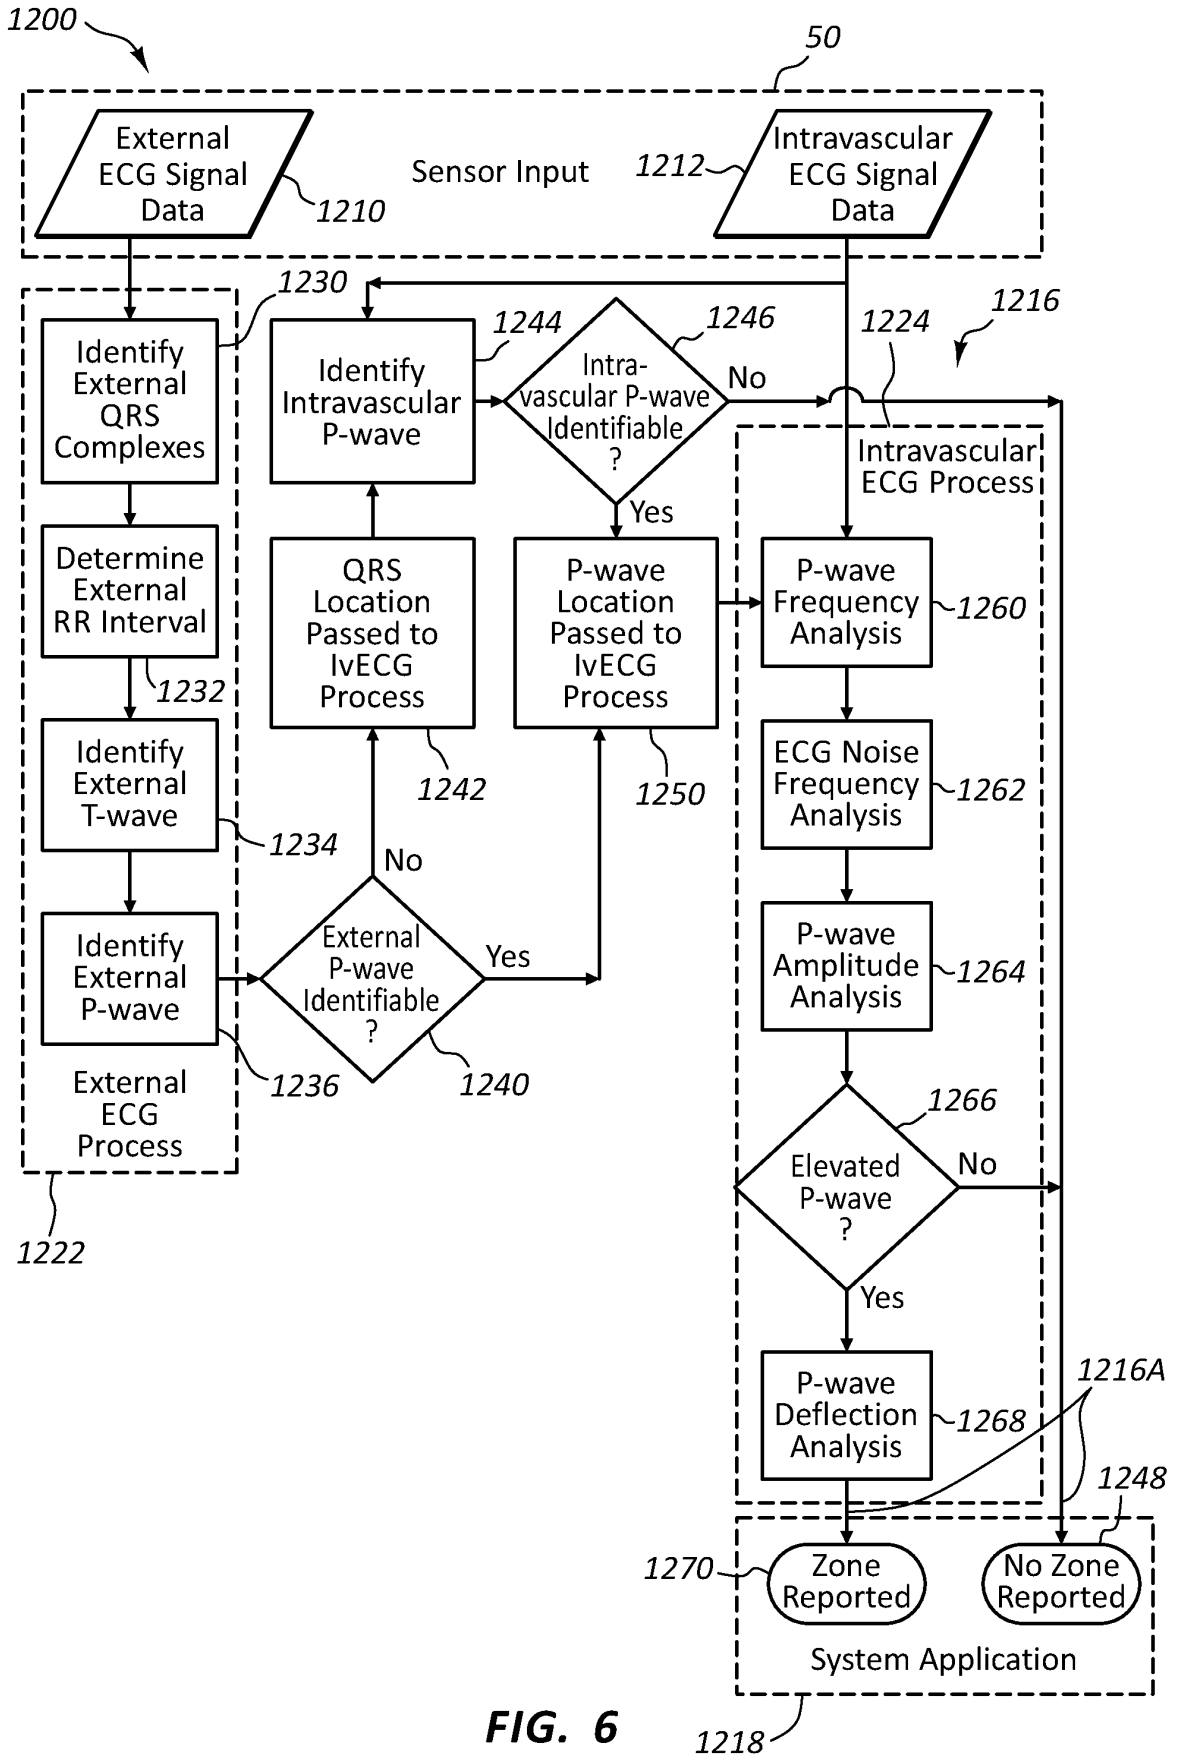 1200
50
External
ECG Signal
Data
1210
Sensor Input
1212
Intravascular
ECG Signal
Data
1230
Identify
External
QRS
Complexes
Determine
External
RR Interval
1232
Identify
External
T-wave
1234
Identify
External
P-wave
1236
External
ECG
Process
1222
1244
Identify
Intravascular
P-wave
QRS
Location
Passed to
IvECG
Process
1242
No
External
P-wave
Identifiable
?
Yes
1240
1246
Intra-
vascular P-wave
Identifiable
?
No
Yes
P-wave
Location
Passed to
IvECG
Process
1250
1224
1216
Intravascular
ECG Process
P-wave
Frequency
Analysis
1260
ECG Noise
Frequency
Analysis
1262
P-wave
Amplitude
Analysis
1264
1266
Elevated
P-wave
?
No
Yes
P-wave
Deflection
Analysis
1268
1216A
1248
1270
Zone
Reported
No Zone
Reported
System Application
1218
FIG. 6